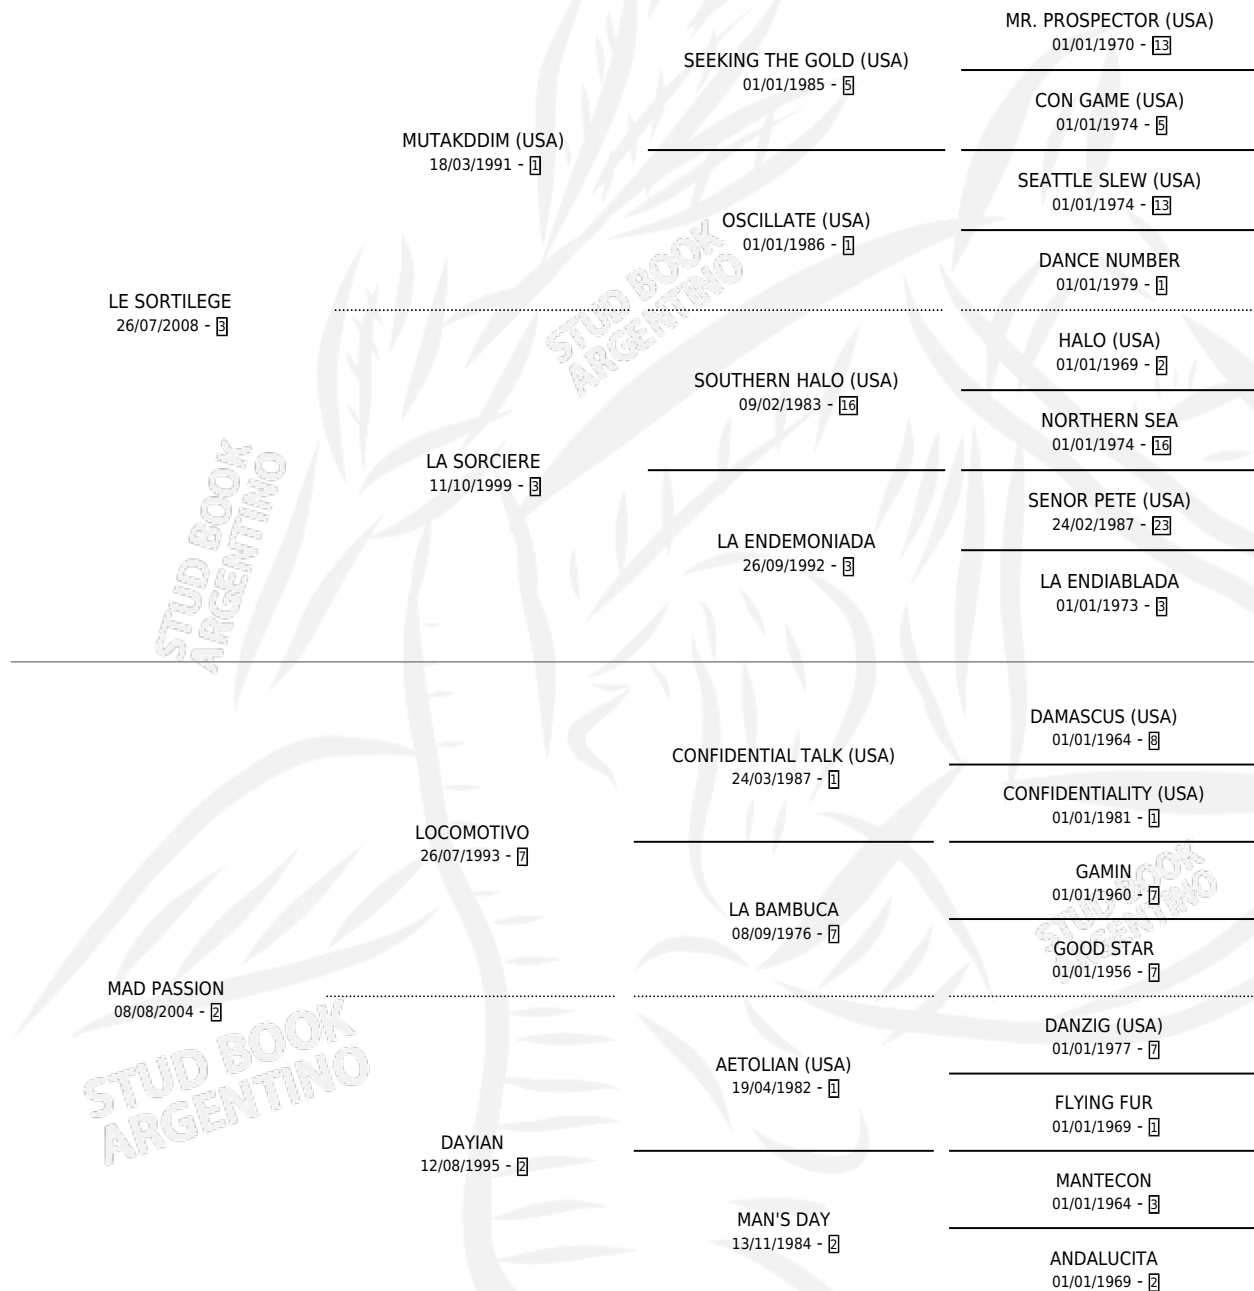 MR. PROSPECTOR (USA)
01/01/1970 - 13
SEEKING THE GOLD (USA)
01/01/1985 - 5
CON GAME (USA)
01/01/1974 - 5
MUTAKDDIM (USA)
18/03/1991 - 1
SEATTLE SLEW (USA)
01/01/1974 - 13
OSCILLATE (USA)
01/01/1986 - 1
DANCE NUMBER
01/01/1979 - 1
LE SORTILEGE
26/07/2008 - 3
HALO (USA)
01/01/1969 - 2
SOUTHERN HALO (USA)
09/02/1983 - 16
NORTHERN SEA
01/01/1974 - 16
LA SORCIERE
11/10/1999 - 3
SENOR PETE (USA)
24/02/1987 - 23
LA ENDEMONIADA
26/09/1992 - 3
LA ENDIABLADA
01/01/1973 - 3
DAMASCUS (USA)
01/01/1964 - 8
CONFIDENTIAL TALK (USA)
24/03/1987 - 1
CONFIDENTIALITY (USA)
01/01/1981 - 1
LOCOMOTIVO
26/07/1993 - 7
GAMIN
01/01/1960 - 7
LA BAMBUCA
08/09/1976 - 7
GOOD STAR
01/01/1956 - 7
MAD PASSION
08/08/2004 - 2
DANZIG (USA)
01/01/1977 - 7
AETOLIAN (USA)
19/04/1982 - 1
FLYING FUR
01/01/1969 - 1
DAYIAN
12/08/1995 - 2
MANTECON
01/01/1964 - 3
MAN'S DAY
13/11/1984 - 2
ANDALUCITA
01/01/1969 - 2
STUD BOOK
ARGENTINO
STUD BOOK
ARGENTINO
STUD BOOK
ARGENTINO
STUD BOOK
ARGENTINO